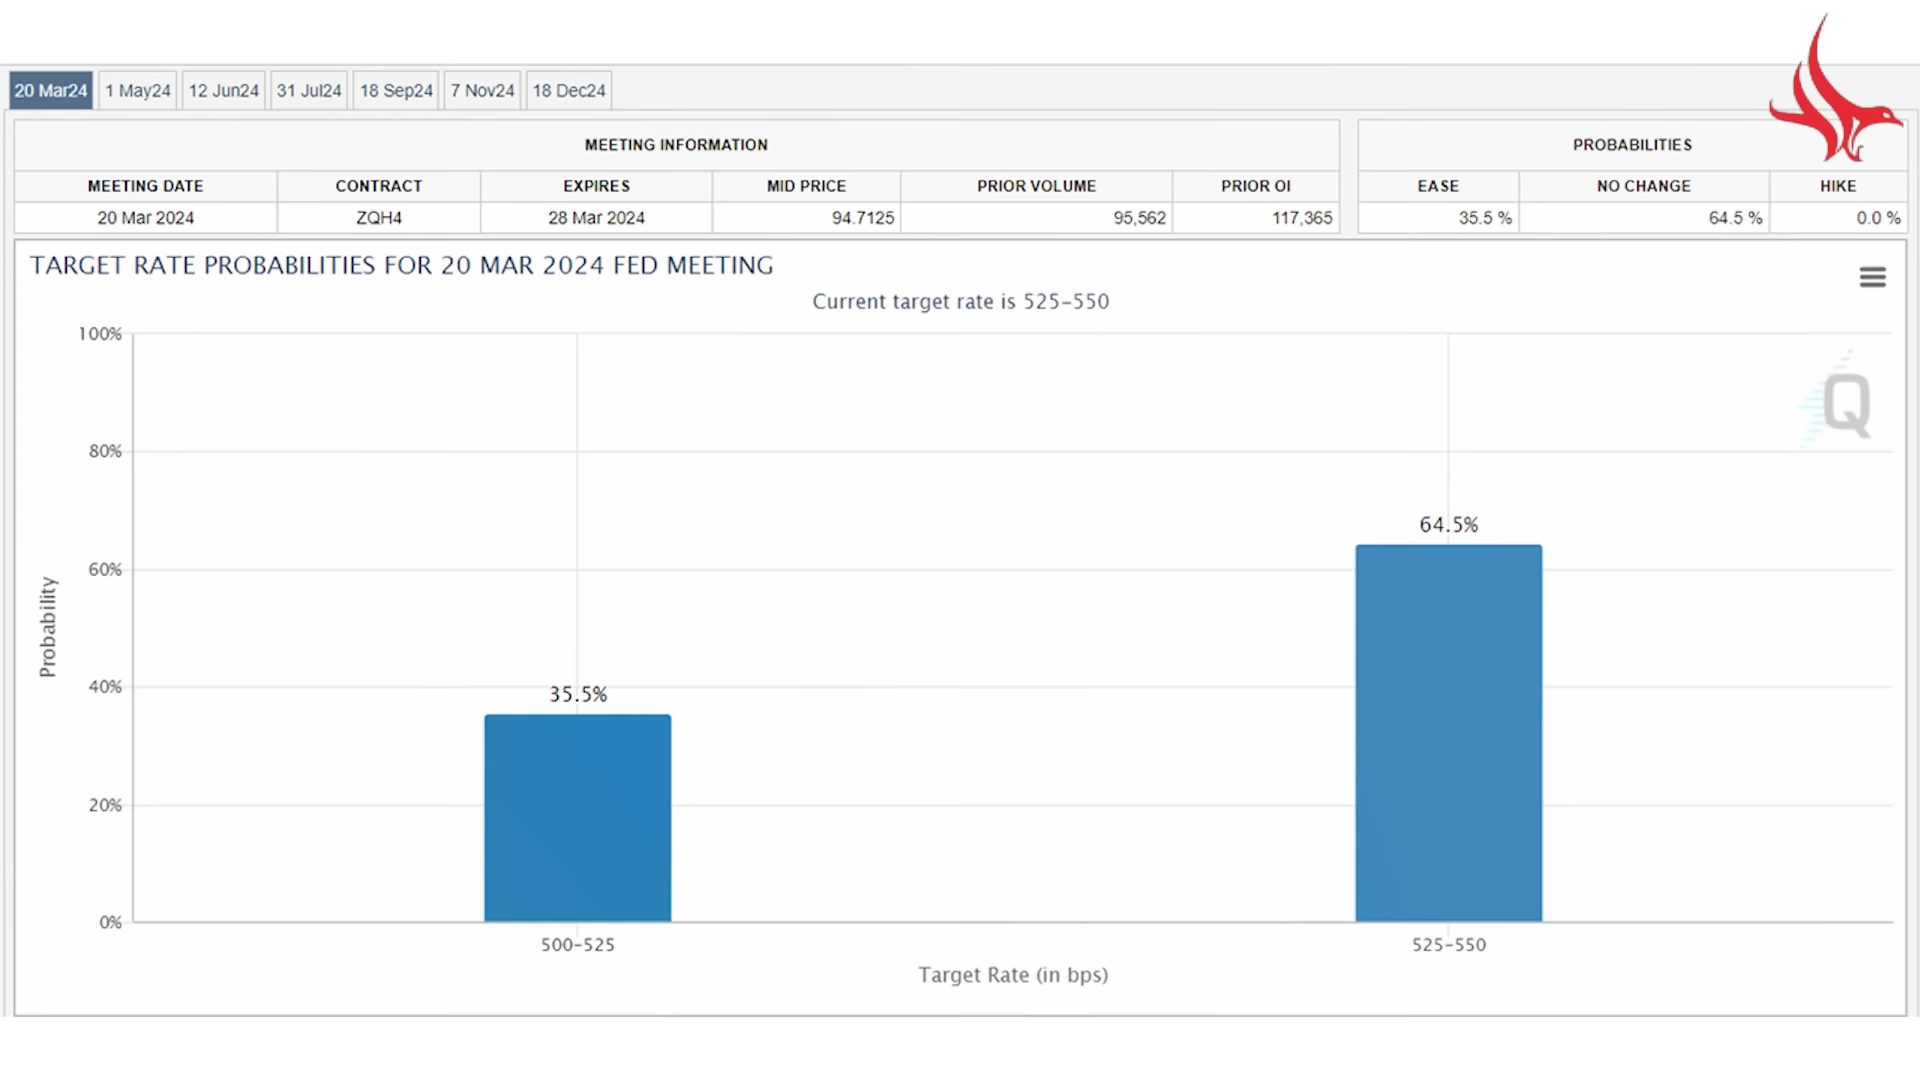 20 Mar24 1 May24 12 Jun24 31 Jul24 18 Sep24 7 Nov24 18 Dec24
MEETING INFORMATION PROBABILITIES
MEETING DATE CONTRACT EXPIRES MID PRICE PRIOR VOLUME PRIOR OI EASE NO CHANGE HIKE
20 Mar 2024 ZQH4 28 Mar 2024 94.7125 95,562 117,365 35.5 % 64.5 % 0.0 %
TARGET RATE PROBABILITIES FOR 20 MAR 2024 FED MEETING
Current target rate is 525–550
100%
80%
60%
40%
20%
0%
Probability
35.5%
64.5%
500–525 525–550
Target Rate (in bps)
Q